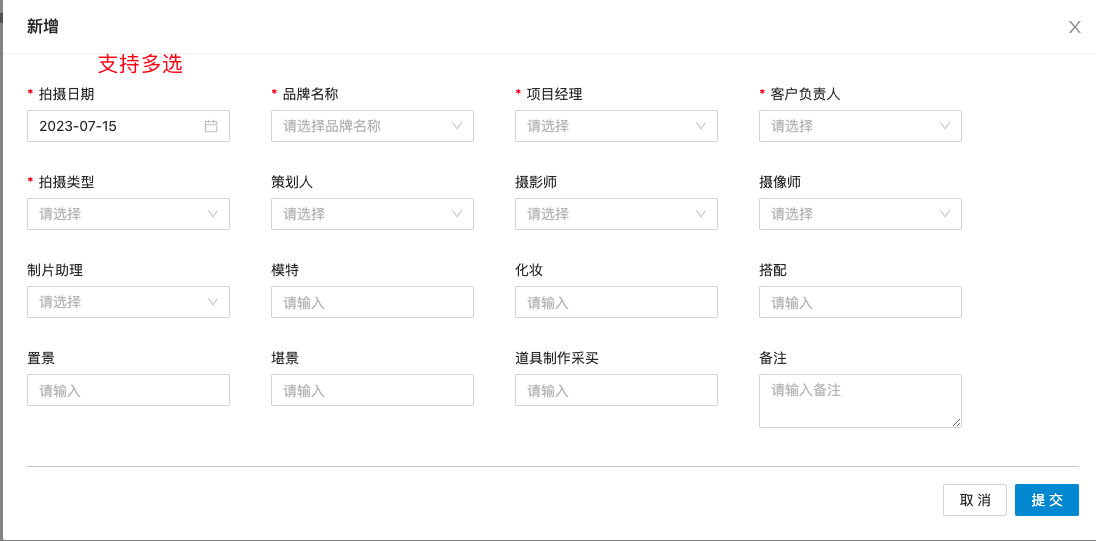 新增
支持多选
* 拍摄日期
* 品牌名称
* 项目经理
* 客户负责人
2023-07-15
请选择品牌名称
请选择
请选择
* 拍摄类型
策划人
摄影师
摄像师
请选择
请选择
请选择
请选择
制片助理
模特
化妆
搭配
请选择
请输入
请输入
请输入
置景
堪景
道具制作采买
备注
请输入
请输入
请输入
请输入备注
取 消
提 交